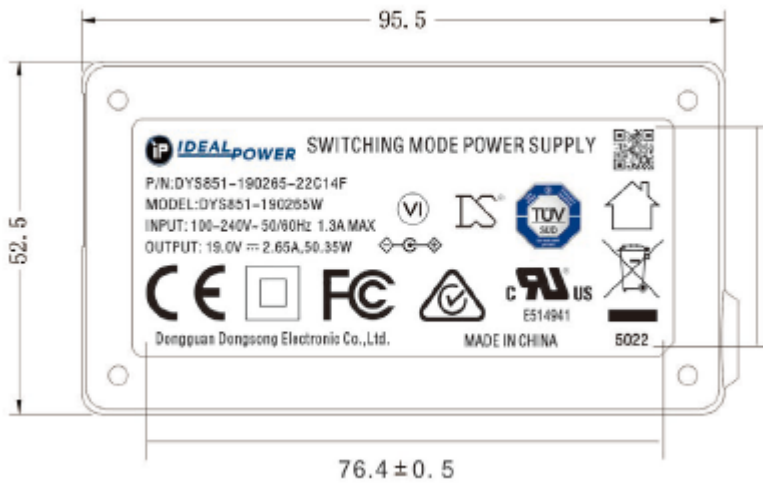 95.5
52.5
iP IDEALPOWER SWITCHING MODE POWER SUPPLY
P/N:DYS851-190265-22C14F
MODEL:DYS851-190265W
INPUT: 100-240V~50/60Hz 1.3A MAX
OUTPUT: 19.0V ⎓ 2.65A,50.35W
VI
TÜV
SÜD
CE
FC
C RU US
E514941
Dongguan Dongsong Electronic Co.,Ltd.
MADE IN CHINA
5022
76.4±0.5